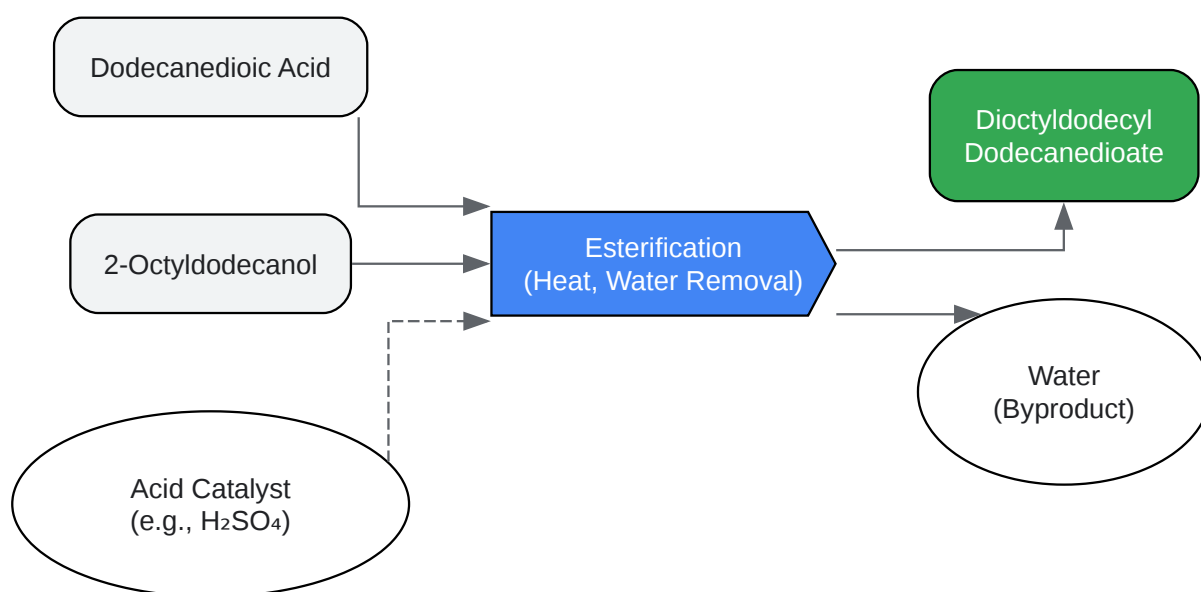 Dodecanedioic Acid
2-Octyldodecanol
Acid Catalyst
(e.g., H₂SO₄)
Esterification
(Heat, Water Removal)
Dioctyldodecyl
Dodecanedioate
Water
(Byproduct)